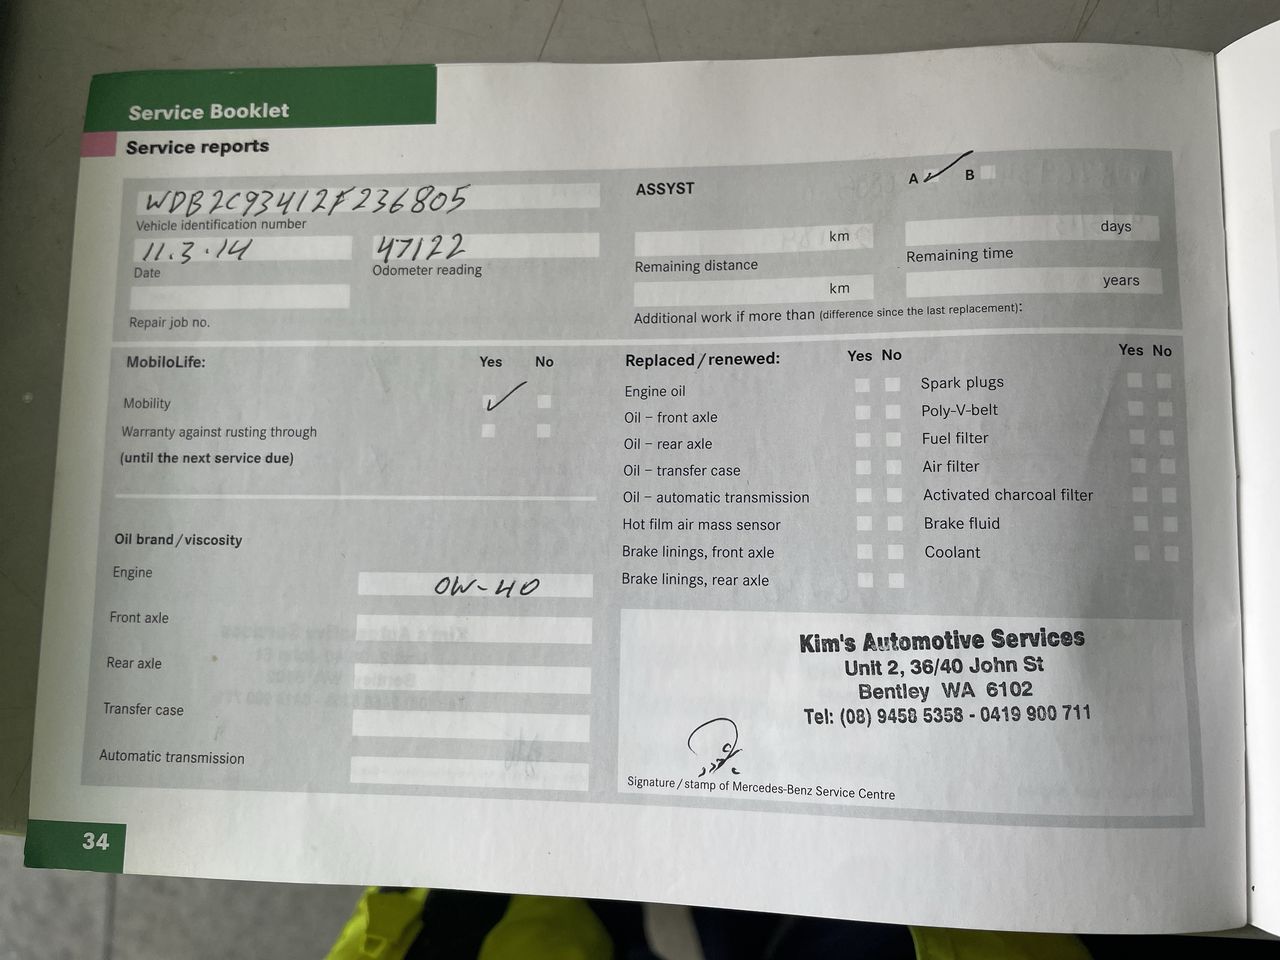 Service Booklet
Service reports
WDB2C93412F236805
Vehicle identification number
11.3.14
Date
47122
Odometer reading
Repair job no.
ASSYST
A B
km
Remaining distance
days
Remaining time
km
years
Additional work if more than (difference since the last replacement):
MobiloLife:
Yes No
Mobility
Warranty against rusting through
(until the next service due)
Oil brand/viscosity
Engine
0W-40
Front axle
Rear axle
Transfer case
Automatic transmission
Replaced/renewed:
Yes No
Engine oil
Oil – front axle
Oil – rear axle
Oil – transfer case
Oil – automatic transmission
Hot film air mass sensor
Brake linings, front axle
Brake linings, rear axle
Yes No
Spark plugs
Poly-V-belt
Fuel filter
Air filter
Activated charcoal filter
Brake fluid
Coolant
Kim's Automotive Services
Unit 2, 36/40 John St
Bentley WA 6102
Tel: (08) 9458 5358 - 0419 900 711
Signature/stamp of Mercedes-Benz Service Centre
34